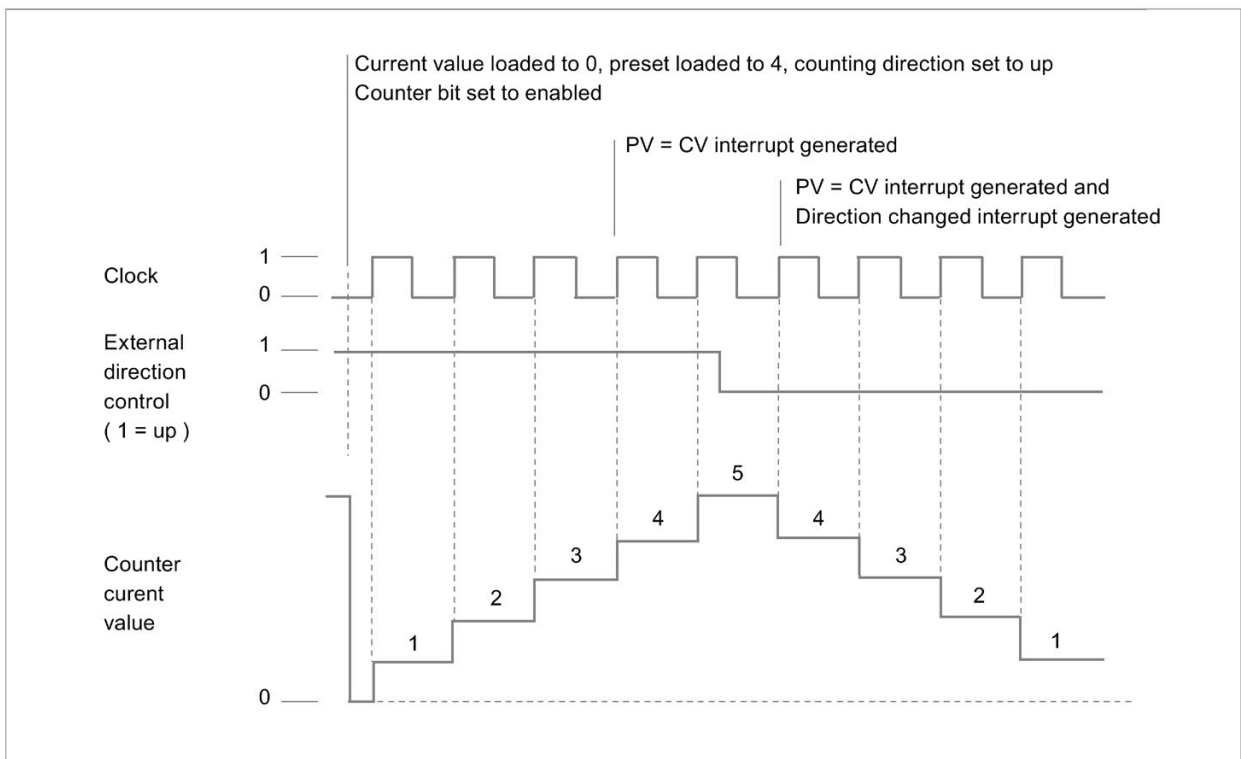 Current value loaded to 0, preset loaded to 4, counting direction set to up
Counter bit set to enabled
PV = CV interrupt generated
PV = CV interrupt generated and
Direction changed interrupt generated
Clock
1
0
External
direction
control
( 1 = up )
1
0
Counter
curent
value
0
1
2
3
4
5
4
3
2
1